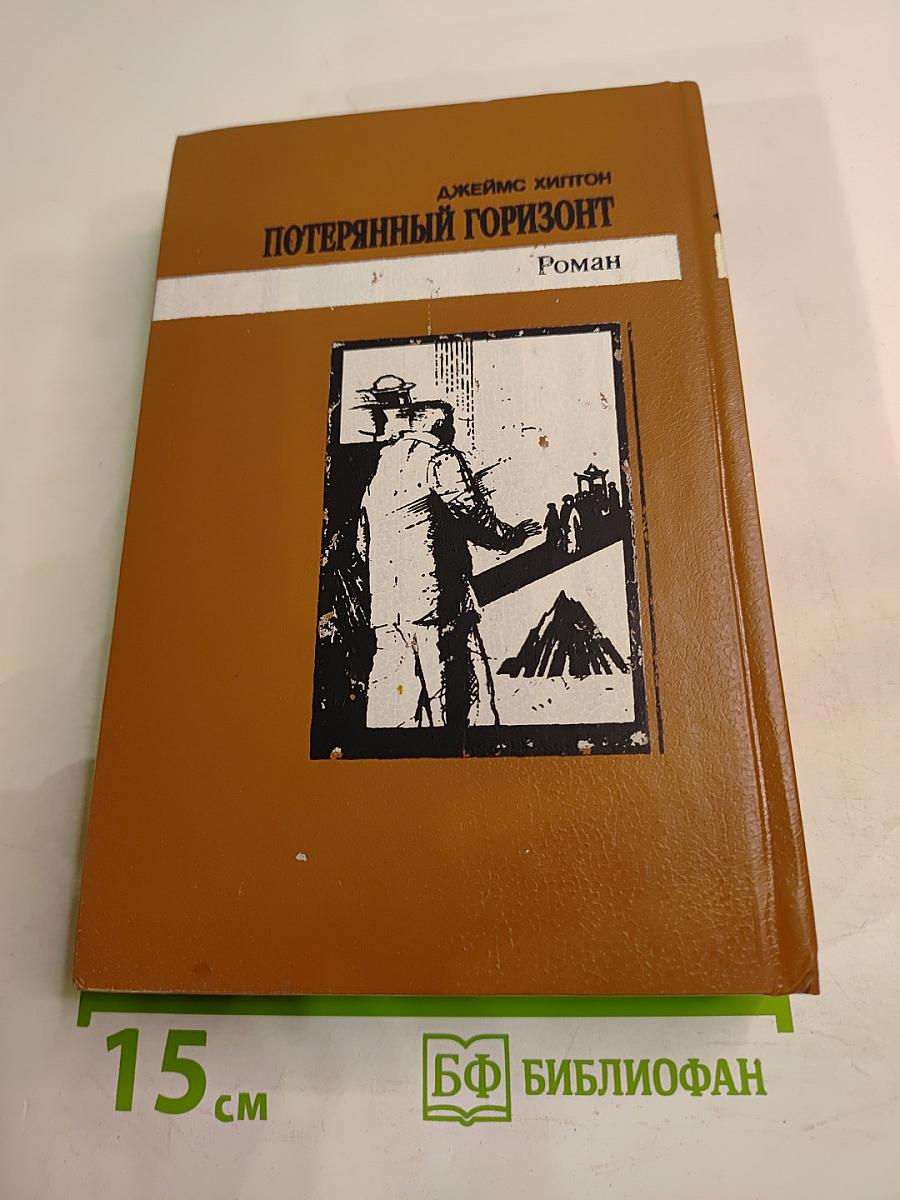 ДЖЕЙМС ХИЛТОН
ПОТЕРЯННЫЙ ГОРИЗОНТ
Роман
15 см
БФ БИБЛИОФАН